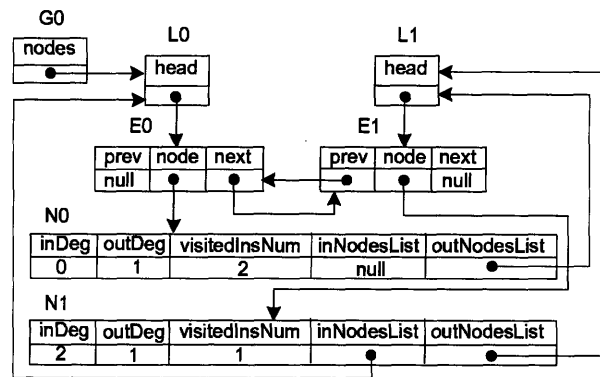 G0
nodes
L0
head
L1
head
E0
prev node next
null
E1
prev node next
null
N0
inDeg outDeg visitedInsNum inNodesList outNodesList
0 1 2 null
N1
inDeg outDeg visitedInsNum inNodesList outNodesList
2 1 1